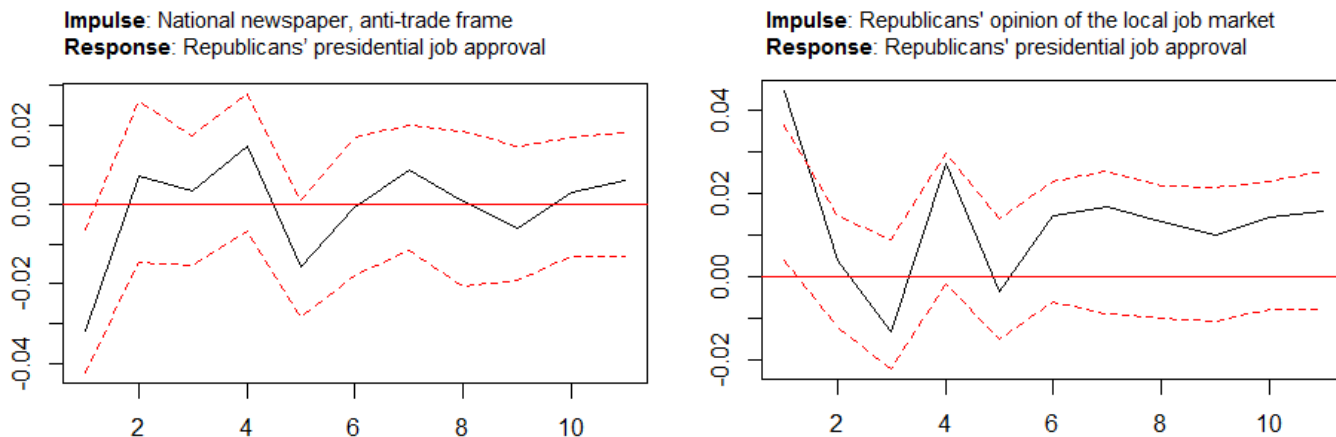 Impulse: National newspaper, anti-trade frame
Response: Republicans’ presidential job approval
0.02
0.00
-0.02
-0.04
2 4 6 8 10
Impulse: Republicans' opinion of the local job market
Response: Republicans' presidential job approval
0.04
0.02
0.00
-0.02
2 4 6 8 10